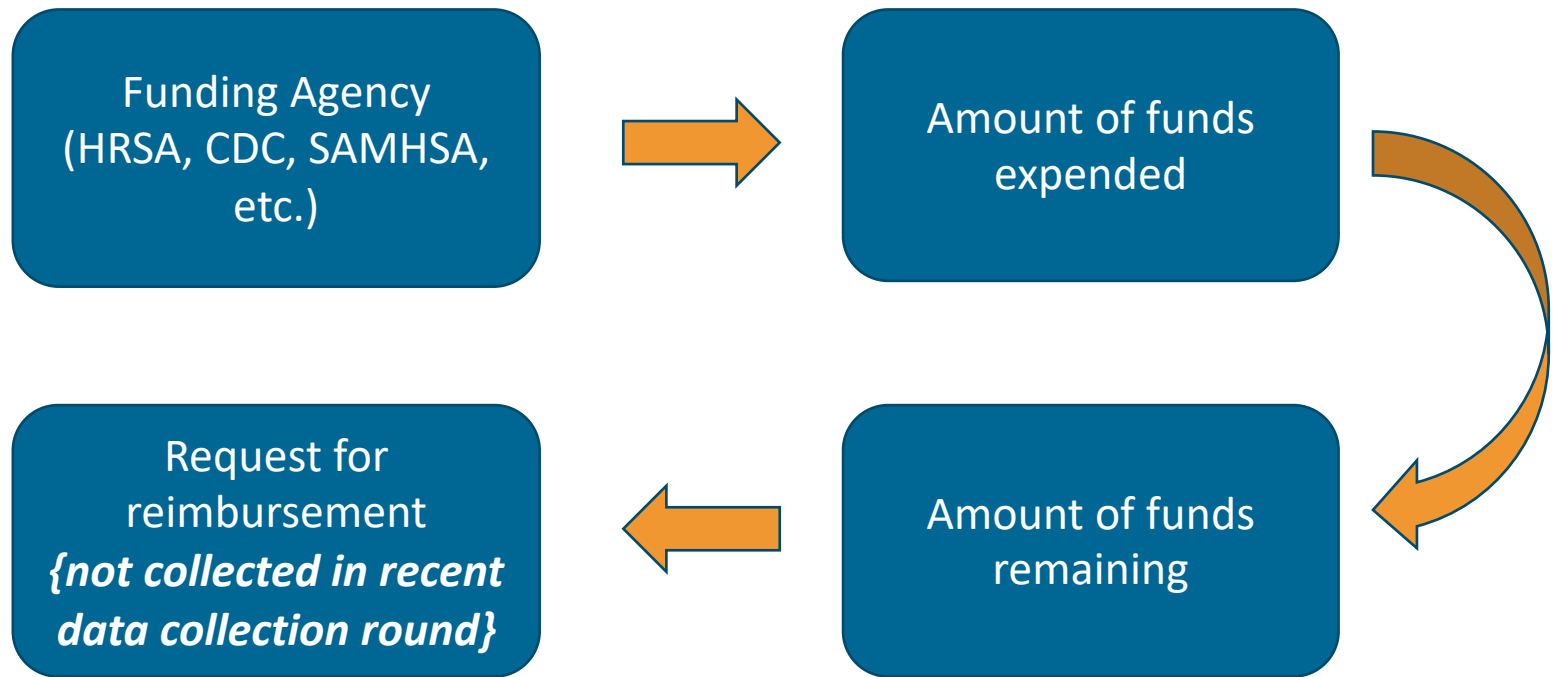 Funding Agency
(HRSA, CDC, SAMHSA,
etc.)
Amount of funds
expended
Amount of funds
remaining
Request for
reimbursement
{not collected in recent
data collection round}